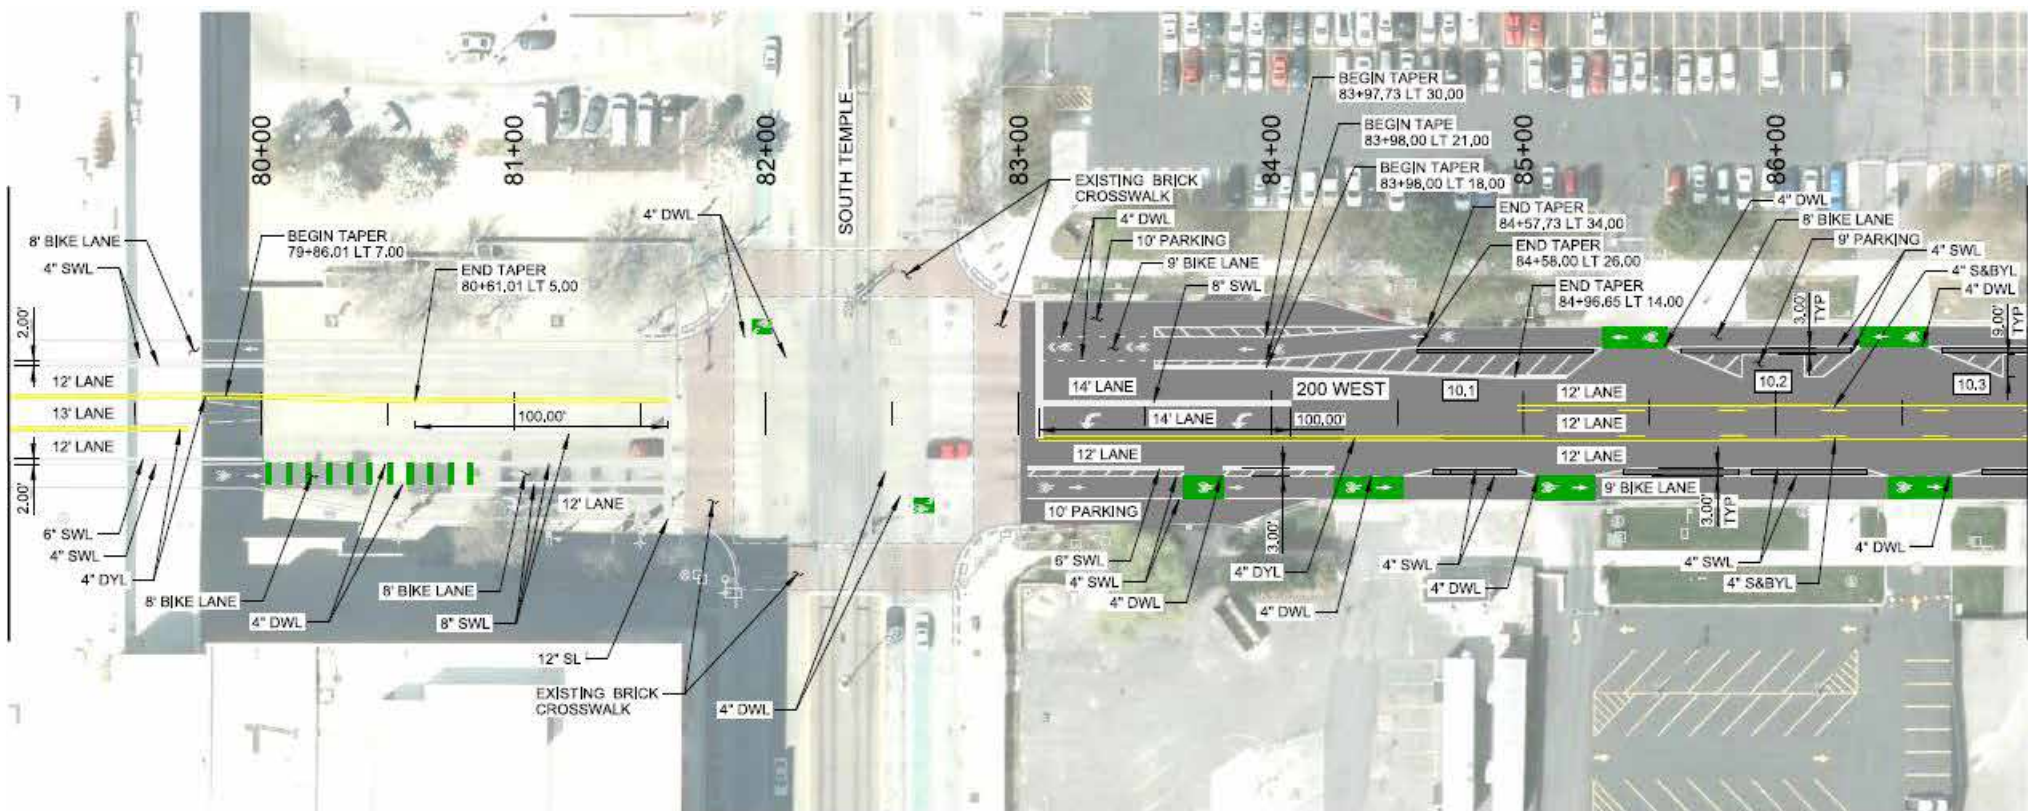 80+00
81+00
82+00
SOUTH TEMPLE
83+00
84+00
85+00
86+00
BEGIN TAPER
83+97.73 LT 30.00
BEGIN TAPE
83+98.00 LT 21.00
BEGIN TAPER
83+98.00 LT 18.00
END TAPER
84+57.73 LT 34.00
END TAPER
84+58.00 LT 26.00
END TAPER
84+96.65 LT 14.00
EXISTING BRICK
CROSSWALK
4" DWL
10' PARKING
9' BIKE LANE
8" SWL
4" DWL
4" DWL
6' BIKE LANE
9' PARKING
4" SWL
4" S&BYL
4" DWL
8' BIKE LANE
4" SWL
BEGIN TAPER
79+86.01 LT 7.00
END TAPER
80+61.01 LT 5.00
2.00'
3.00'
TYP
9.00'
TYP
12' LANE
13' LANE
12' LANE
2.00'
100.00'
14' LANE
14' LANE
100.00'
200 WEST
10.1
10.2
10.3
12' LANE
12' LANE
12' LANE
12' LANE
12' LANE
10' PARKING
9' BIKE LANE
3.00'
3.00'
TYP
6" SWL
4" SWL
4" DYL
8' BIKE LANE
4" DWL
8' BIKE LANE
8" SWL
12" SL
EXISTING BRICK
CROSSWALK
4" DWL
6" SWL
4" SWL
4" DWL
4" DYL
4" DWL
4" SWL
4" DWL
4" SWL
4" S&BYL
4" DWL